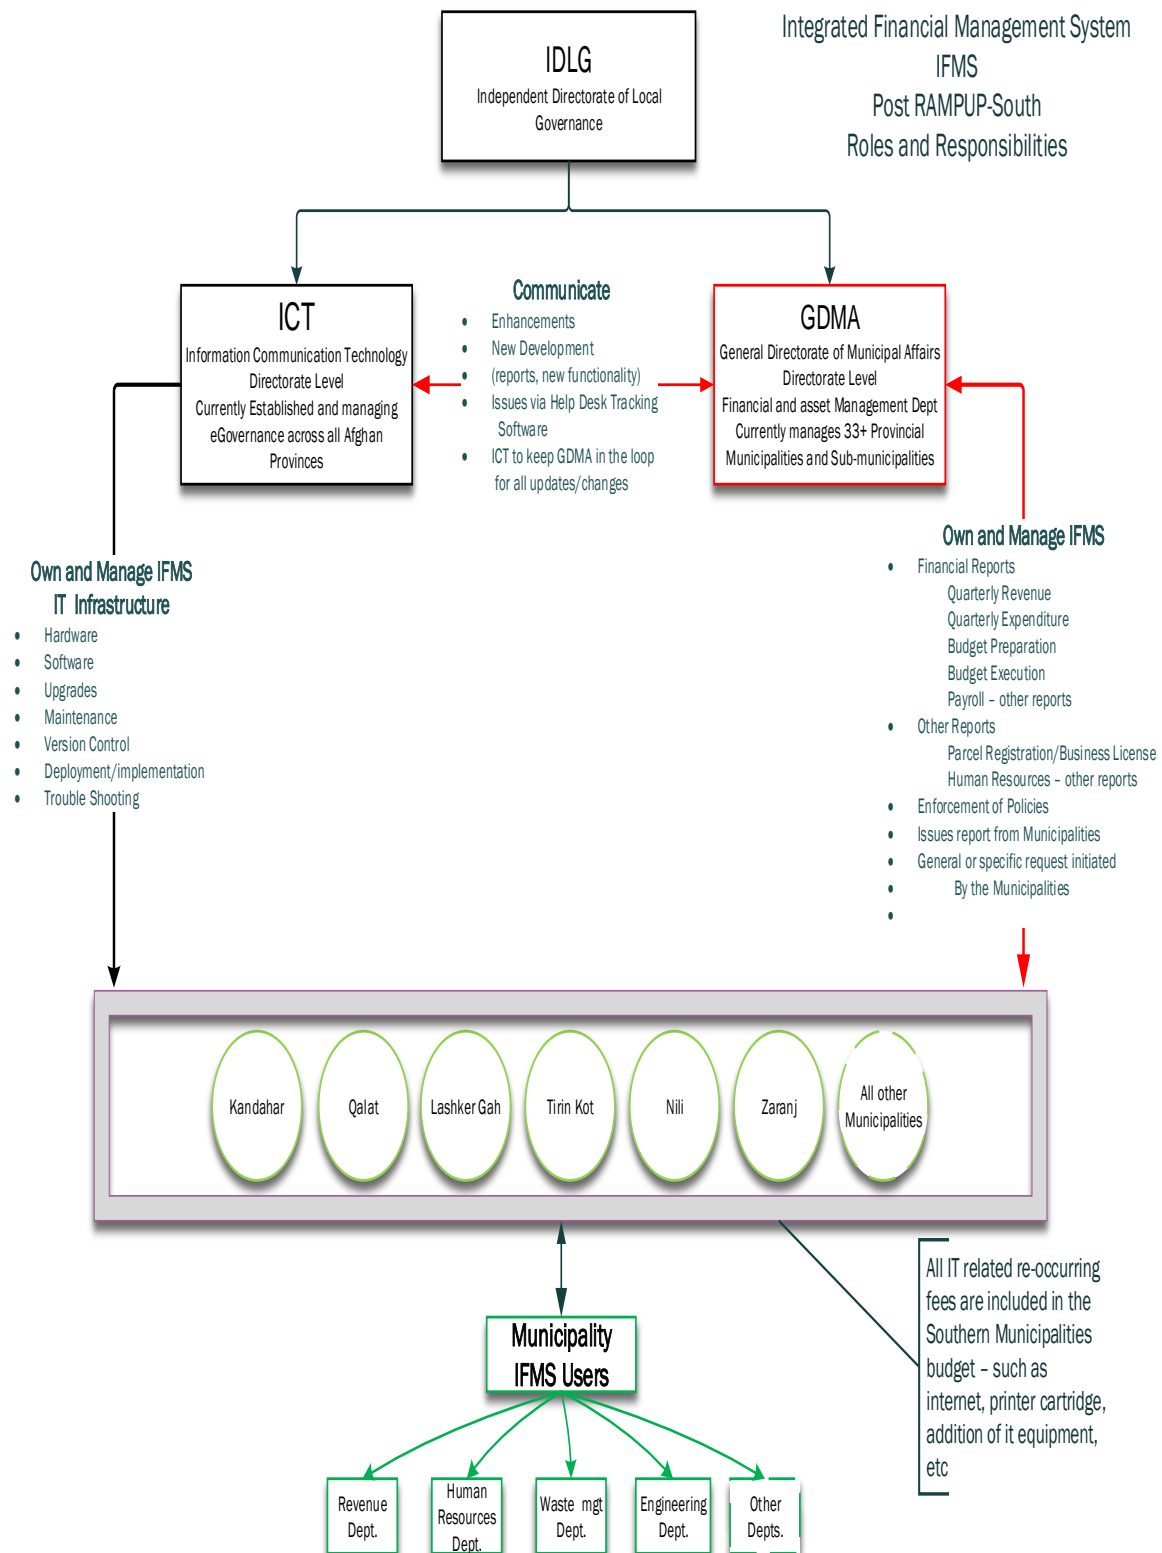 Integrated Financial Management System
IFMS
Post RAMPUP-South
Roles and Responsibilities
IDLG
Independent Directorate of Local
Governance
ICT
Information Communication Technology
Directorate Level
Currently Established and managing
eGovernance across all Afghan
Provinces
Communicate
• Enhancements
• New Development
• (reports, new functionality)
• Issues via Help Desk Tracking
Software
• ICT to keep GDMA in the loop
for all updates/changes
GDMA
General Directorate of Municipal Affairs
Directorate Level
Financial and asset Management Dept
Currently manages 33+ Provincial
Municipalities and Sub-municipalities
Own and Manage IFMS
IT Infrastructure
• Hardware
• Software
• Upgrades
• Maintenance
• Version Control
• Deployment/implementation
• Trouble Shooting
Own and Manage IFMS
• Financial Reports
Quarterly Revenue
Quarterly Expenditure
Budget Preparation
Budget Execution
Payroll – other reports
• Other Reports
Parcel Registration/Business License
Human Resources – other reports
• Enforcement of Policies
• Issues report from Municipalities
• General or specific request initiated
• By the Municipalities
•
Kandahar
Qalat
Lashker Gah
Tirin Kot
Nili
Zaranj
All other
Municipalities
Municipality
IFMS Users
All IT related re-occurring
fees are included in the
Southern Municipalities
budget – such as
internet, printer cartridge,
addition of it equipment,
etc
Revenue
Dept.
Human
Resources
Dept.
Waste mgt
Dept.
Engineering
Dept.
Other
Depts.